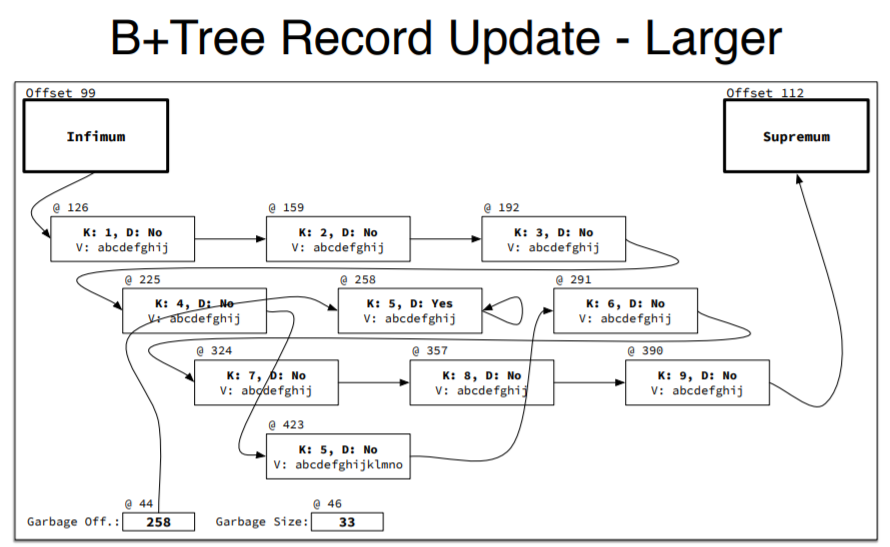 B+Tree Record Update - Larger
Offset 99
Infimum
Offset 112
Supremum
@ 126
K: 1, D: No
V: abcdefghij
@ 159
K: 2, D: No
V: abcdefghij
@ 192
K: 3, D: No
V: abcdefghij
@ 225
K: 4, D: No
V: abcdefghij
@ 258
K: 5, D: Yes
V: abcdefghij
@ 291
K: 6, D: No
V: abcdefghij
@ 324
K: 7, D: No
V: abcdefghij
@ 357
K: 8, D: No
V: abcdefghij
@ 390
K: 9, D: No
V: abcdefghij
@ 423
K: 5, D: No
V: abcdefghijklmno
@ 44
Garbage Off.: 258
@ 46
Garbage Size: 33